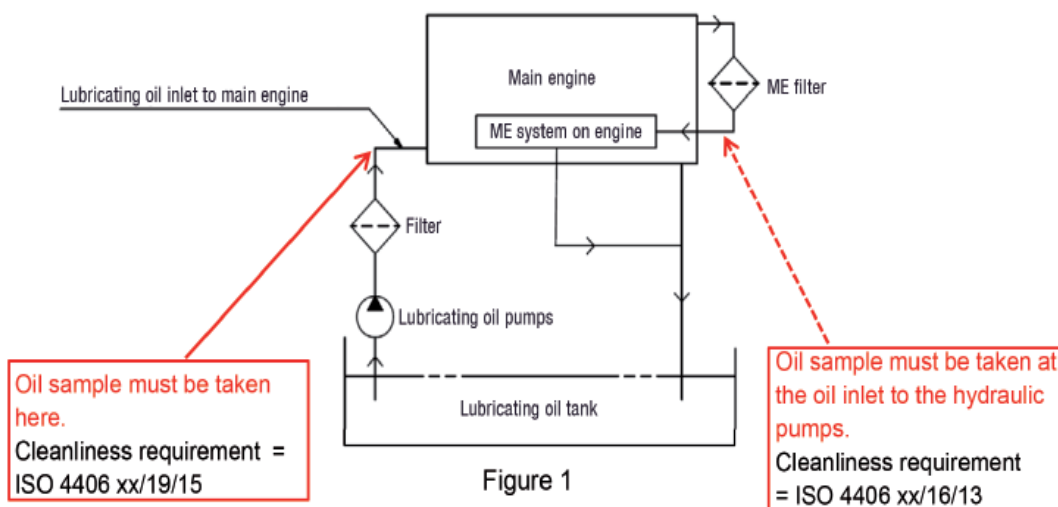 Main engine
Lubricating oil inlet to main engine
ME filter
ME system on engine
Filter
Lubricating oil pumps
Oil sample must be taken
here.
Cleanliness requirement =
ISO 4406 xx/19/15
Lubricating oil tank
Figure 1
Oil sample must be taken at
the oil inlet to the hydraulic
pumps.
Cleanliness requirement
= ISO 4406 xx/16/13